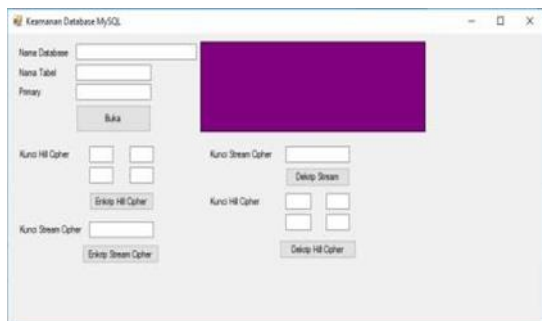 Keamanan Database MySQL
Nama Database
Nama Tabel
Primary
Buka
Kunci Hill Cipher
Enkrip Hill Cipher
Kunci Stream Cipher
Enkrip Stream Cipher
Kunci Stream Cipher
Dekrip Stream
Kunci Hill Cipher
Dekrip Hill Cipher